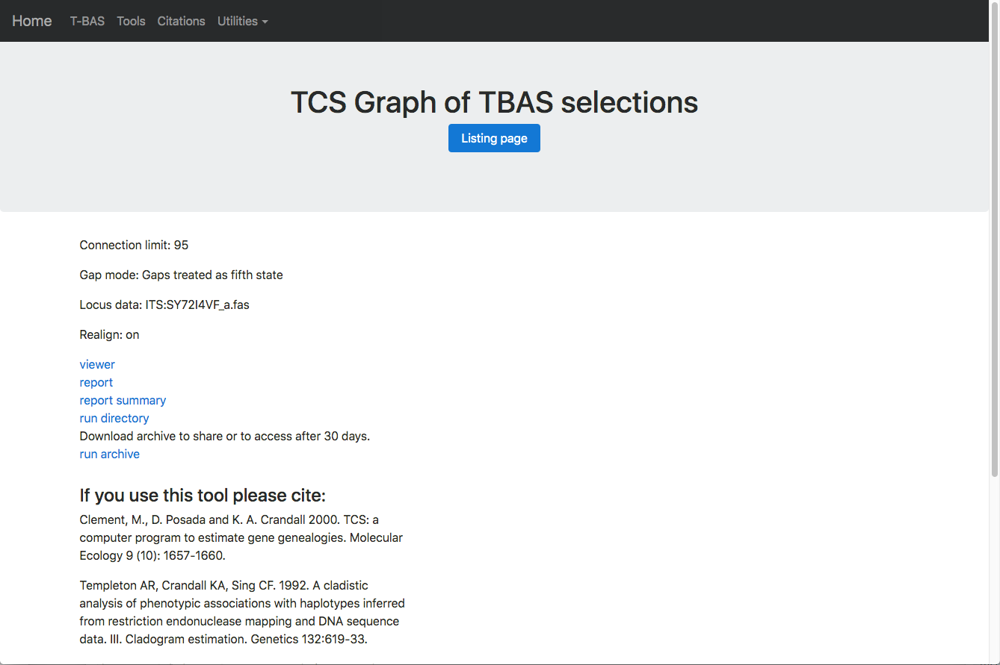 Home T-BAS Tools Citations Utilities
TCS Graph of TBAS selections
Listing page
Connection limit: 95
Gap mode: Gaps treated as fifth state
Locus data: ITS:SY72I4VF_a.fas
Realign: on
viewer
report
report summary
run directory
Download archive to share or to access after 30 days.
run archive
If you use this tool please cite:
Clement, M., D. Posada and K. A. Crandall 2000. TCS: a
computer program to estimate gene genealogies. Molecular
Ecology 9 (10): 1657-1660.
Templeton AR, Crandall KA, Sing CF. 1992. A cladistic
analysis of phenotypic associations with haplotypes inferred
from restriction endonuclease mapping and DNA sequence
data. III. Cladogram estimation. Genetics 132:619-33.